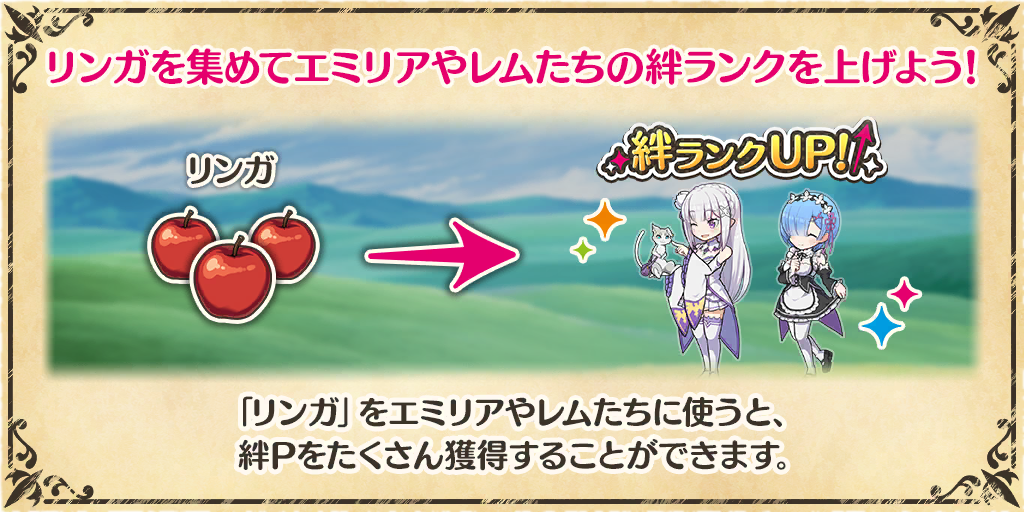 リンガを集めてエミリアやレムたちの絆ランクを上げよう!
リンガ
絆ランクUP!
「リンガ」をエミリアやレムたちに使うと、
絆Pをたくさん獲得することができます。